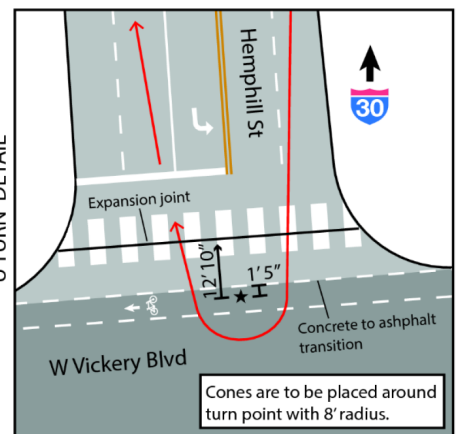 U TURN DETAIL
Hemphill St
30
Expansion joint
12' 10"
1' 5"
Concrete to ashphalt
transition
W Vickery Blvd
Cones are to be placed around
turn point with 8' radius.